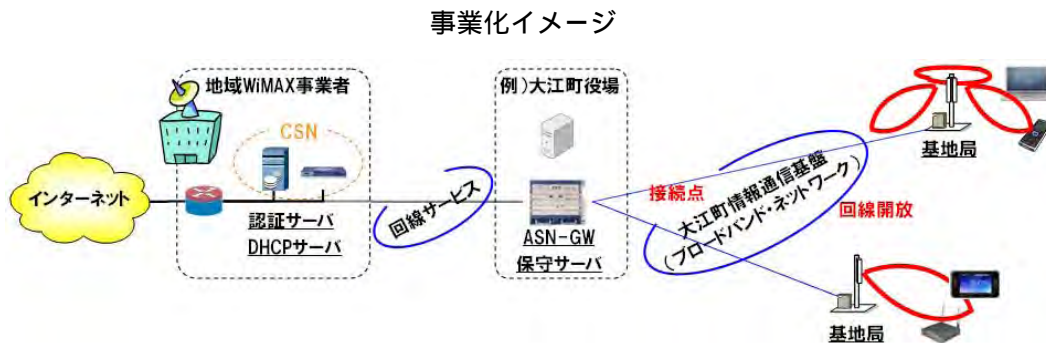 事業化イメージ
地域WiMAX事業者
例)大江町役場
CSN
インターネット
認証サーバ
DHCPサーバ
回線サービス
ASN-GW
保守サーバ
接続点
大江町情報通信基盤
(ブロードバンド・ネットワーク)
回線開放
基地局
基地局